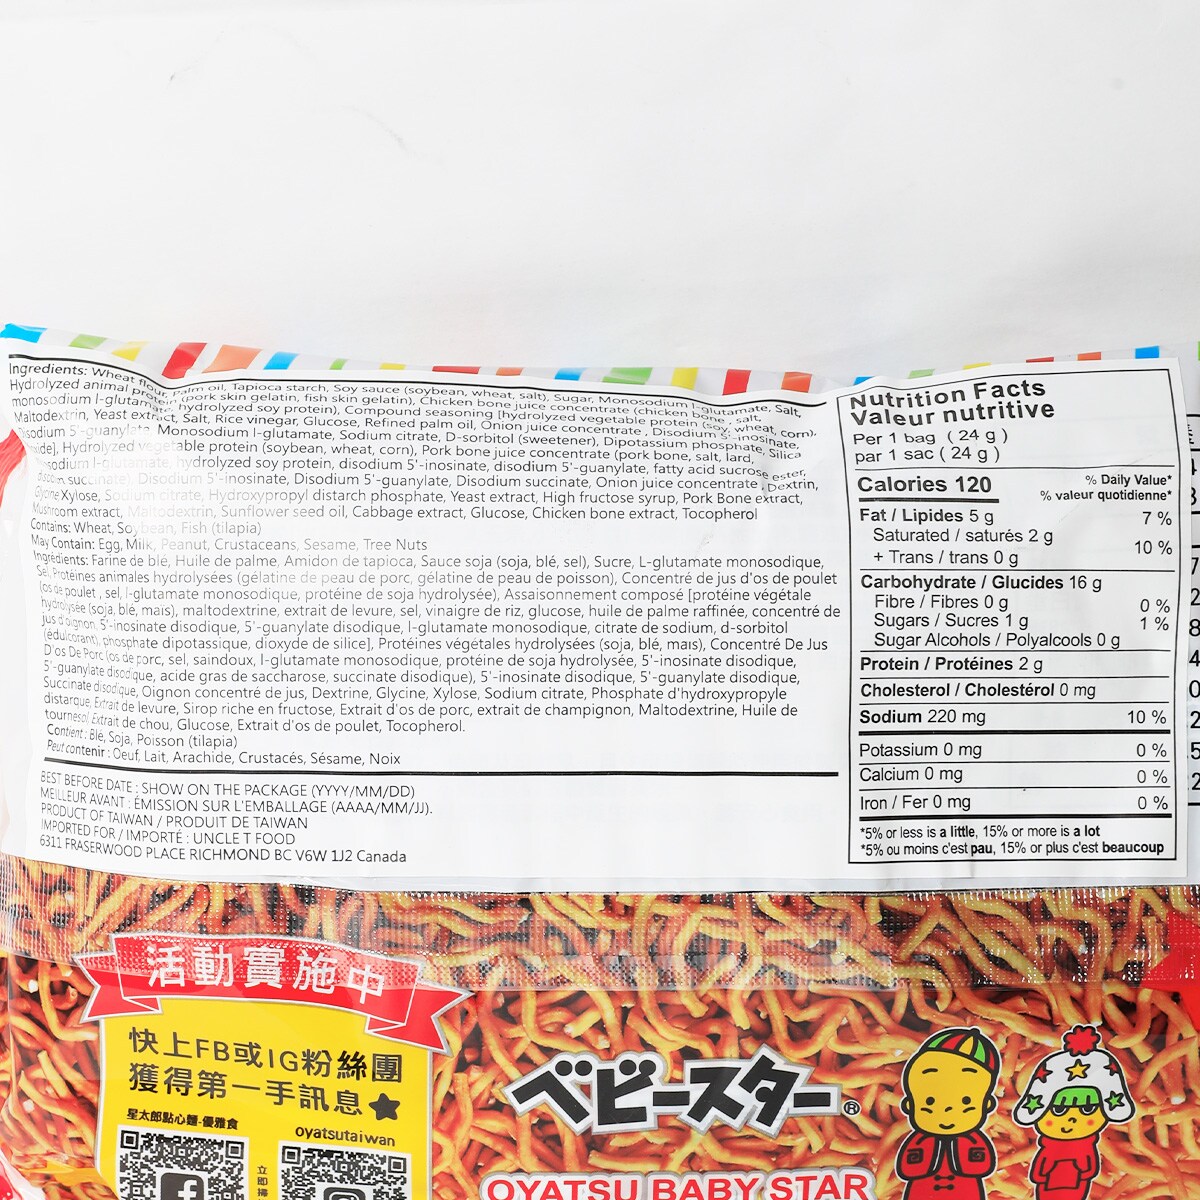 Ingredients: Wheat flour, Palm oil, Tapioca starch, Soy sauce (soybean, wheat, salt), Sugar, Monosodium l-glutamate, Salt,
Hydrolyzed animal protein (pork skin gelatin, fish skin gelatin), Chicken bone juice concentrate (chicken bone, salt,
monosodium l-glutamate, hydrolyzed soy protein), Compound seasoning [hydrolyzed vegetable protein (soy, wheat, corn),
Maltodextrin, Yeast extract, Salt, Rice vinegar, Glucose, Refined palm oil, Onion juice concentrate, Disodium 5'-inosinate,
Disodium 5'-guanylate, Monosodium l-glutamate, Sodium citrate, D-sorbitol (sweetener), Dipotassium phosphate, Silica
Hydrolyzed vegetable protein (soybean, wheat, corn), Pork bone juice concentrate (pork bone, salt, lard,
monosodium l-glutamate, hydrolyzed soy protein, disodium 5'-inosinate, disodium 5'-guanylate, fatty acid sucrose ester,
disodium succinate), Disodium 5'-inosinate, Disodium 5'-guanylate, Disodium succinate, Onion juice concentrate, Dextrin,
Glycine, Xylose, Sodium citrate, Hydroxypropyl distarch phosphate, Yeast extract, High fructose syrup, Pork Bone extract,
Mushroom extract, Maltodextrin, Sunflower seed oil, Cabbage extract, Glucose, Chicken bone extract, Tocopherol
Contains: Wheat, Soybean, Fish (tilapia)
May Contain: Egg, Milk, Peanut, Crustaceans, Sesame, Tree Nuts
Ingrédients: Farine de blé, Huile de palme, Amidon de tapioca, Sauce soja (soja, blé, sel), Sucre, L-glutamate monosodique,
Sel, Protéines animales hydrolysées (gélatine de peau de porc, gélatine de peau de poisson), Concentré de jus d'os de poulet
(os de poulet , sel, l-glutamate monosodique, protéine de soja hydrolysée), Assaisonnement composé [protéine végétale
hydrolysée (soja, blé, maïs), maltodextrine, extrait de levure, sel, vinaigre de riz, glucose, huile de palme raffinée, concentré de
jus d'oignon, 5'-inosinate disodique, 5'-guanylate disodique, l-glutamate monosodique, citrate de sodium, d-sorbitol
(édulcorant), phosphate dipotassique, dioxyde de silice], Protéines végétales hydrolysées (soja, blé, maïs), Concentré De Jus
D'os De Porc (os de porc, sel, saindoux, l-glutamate monosodique, protéine de soja hydrolysée, 5'-inosinate disodique,
5'-guanylate disodique, acide gras de saccharose, succinate disodique), 5'-inosinate disodique, 5'-guanylate disodique,
Succinate disodique, Oignon concentré de jus, Dextrine, Glycine, Xylose, Sodium citrate, Phosphate d'hydroxypropyle
distarque, Extrait de levure, Sirop riche en fructose, Extrait d'os de porc, extrait de champignon, Maltodextrine, Huile de
tournesol, Extrait de chou, Glucose, Extrait d'os de poulet, Tocopherol.
Contient : Blé, Soja, Poisson (tilapia)
Peut contenir : Oeuf, Lait, Arachide, Crustacés, Sésame, Noix
BEST BEFORE DATE : SHOW ON THE PACKAGE (YYYY/MM/DD)
MEILLEUR AVANT : ÉMISSION SUR L'EMBALLAGE (AAAA/MM/JJ).
PRODUCT OF TAIWAN / PRODUIT DE TAIWAN
IMPORTED FOR / IMPORTÉ : UNCLE T FOOD
6311 FRASERWOOD PLACE RICHMOND BC V6W 1J2 Canada
Nutrition Facts
Valeur nutritive
Per 1 bag ( 24 g )
par 1 sac ( 24 g )
Calories 120
% Daily Value*
% valeur quotidienne*
Fat / Lipides 5 g 7 %
Saturated / saturés 2 g
+ Trans / trans 0 g 10 %
Carbohydrate / Glucides 16 g
Fibre / Fibres 0 g 0 %
Sugars / Sucres 1 g 1 %
Sugar Alcohols / Polyalcools 0 g
Protein / Protéines 2 g
Cholesterol / Cholestérol 0 mg
Sodium 220 mg 10 %
Potassium 0 mg 0 %
Calcium 0 mg 0 %
Iron / Fer 0 mg 0 %
*5% or less is a little, 15% or more is a lot
*5% ou moins c'est pau, 15% or plus c'est beaucoup
活動實施中
快上FB或IG粉絲團
獲得第一手訊息★
星太郎點心麵-優雅食
oyatsutaiwan
立即掃
ベビースター®
OYATSU BABY STAR